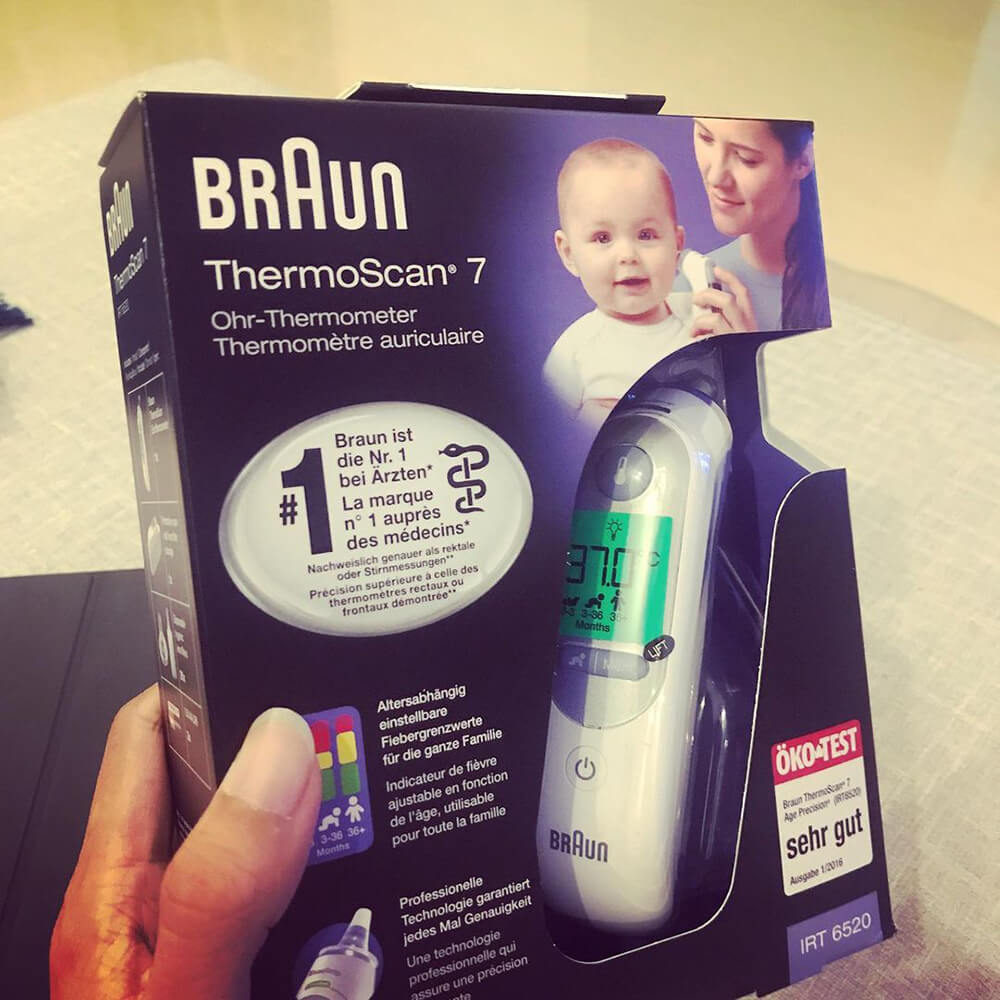 BRAUN
ThermoScan® 7
Ohr-Thermometer
Thermomètre auriculaire
#1
Braun ist
die Nr. 1
bei Ärzten*
La marque
n° 1 auprès
des médecins*
Nachweislich genauer als rektale
oder Stirnmessungen**
Précision supérieure à celle des
thermomètres rectaux ou
frontaux démontrée**
37.0°C
3-36 36+
Months
LIFT
BRAUN
Altersabhängig
einstellbare
Fiebergrenzwerte
für die ganze Familie
Indicateur de fièvre
ajustable en fonction
de l'âge, utilisable
pour toute la famille
3-36 36+
Months
Professionelle
Technologie garantiert
jedes Mal Genauigkeit
Une technologie
professionnelle qui
assure une précision
ÖKO-TEST
Braun ThermoScan® 7
Age Precision® (IRT6520)
sehr gut
Ausgabe 1/2016
IRT 6520
BRAUN
ThermoScan 7